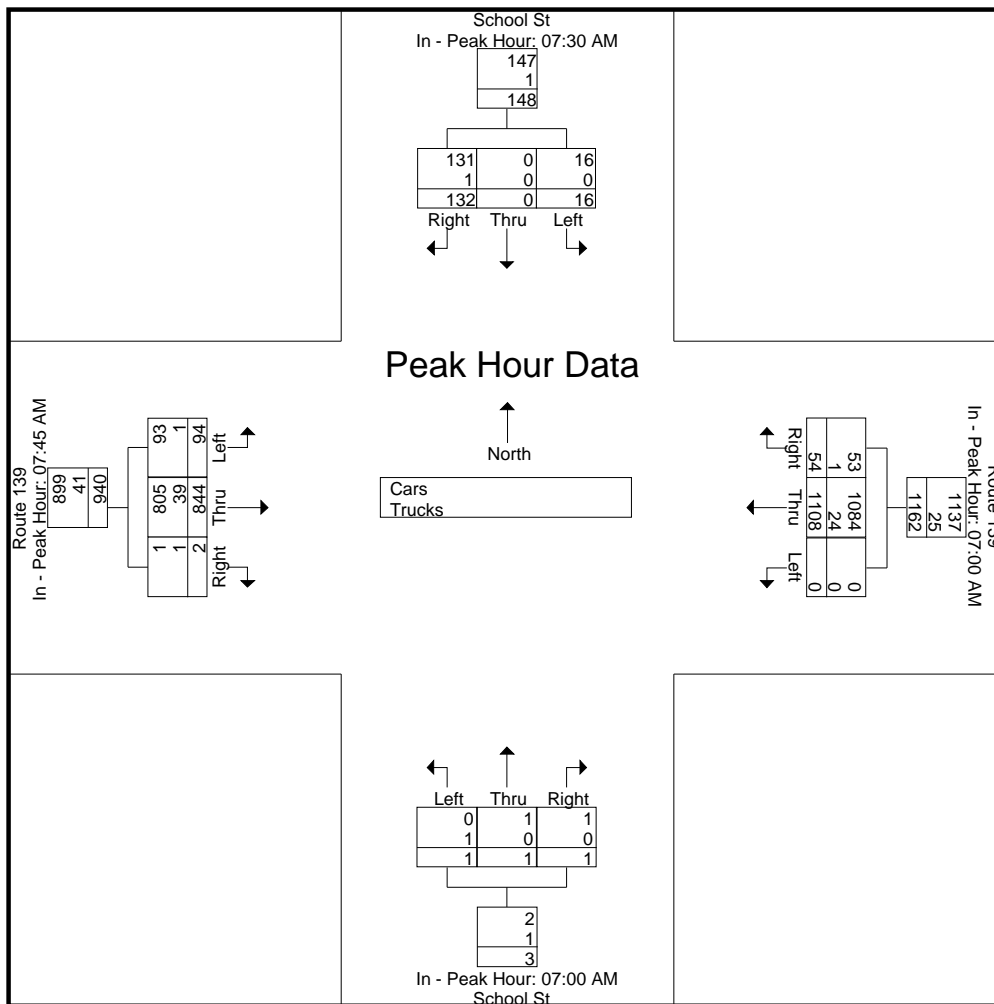 School St
In - Peak Hour: 07:30 AM
147
1
148
131 0 16
1 0 0
132 0 16
Right Thru Left
Peak Hour Data
North
Cars
Trucks
Route 139
In - Peak Hour: 07:45 AM
899
41
940
93 1 94
805 39 844
1 1 2
Left
Thru
Right
Route 139
In - Peak Hour: 07:00 AM
1137
25
1162
53 1 54
1084 24 1108
0 0 0
Right
Thru
Left
Left Thru Right
0 1 1
1 0 0
1 1 1
2
1
3
In - Peak Hour: 07:00 AM
School St